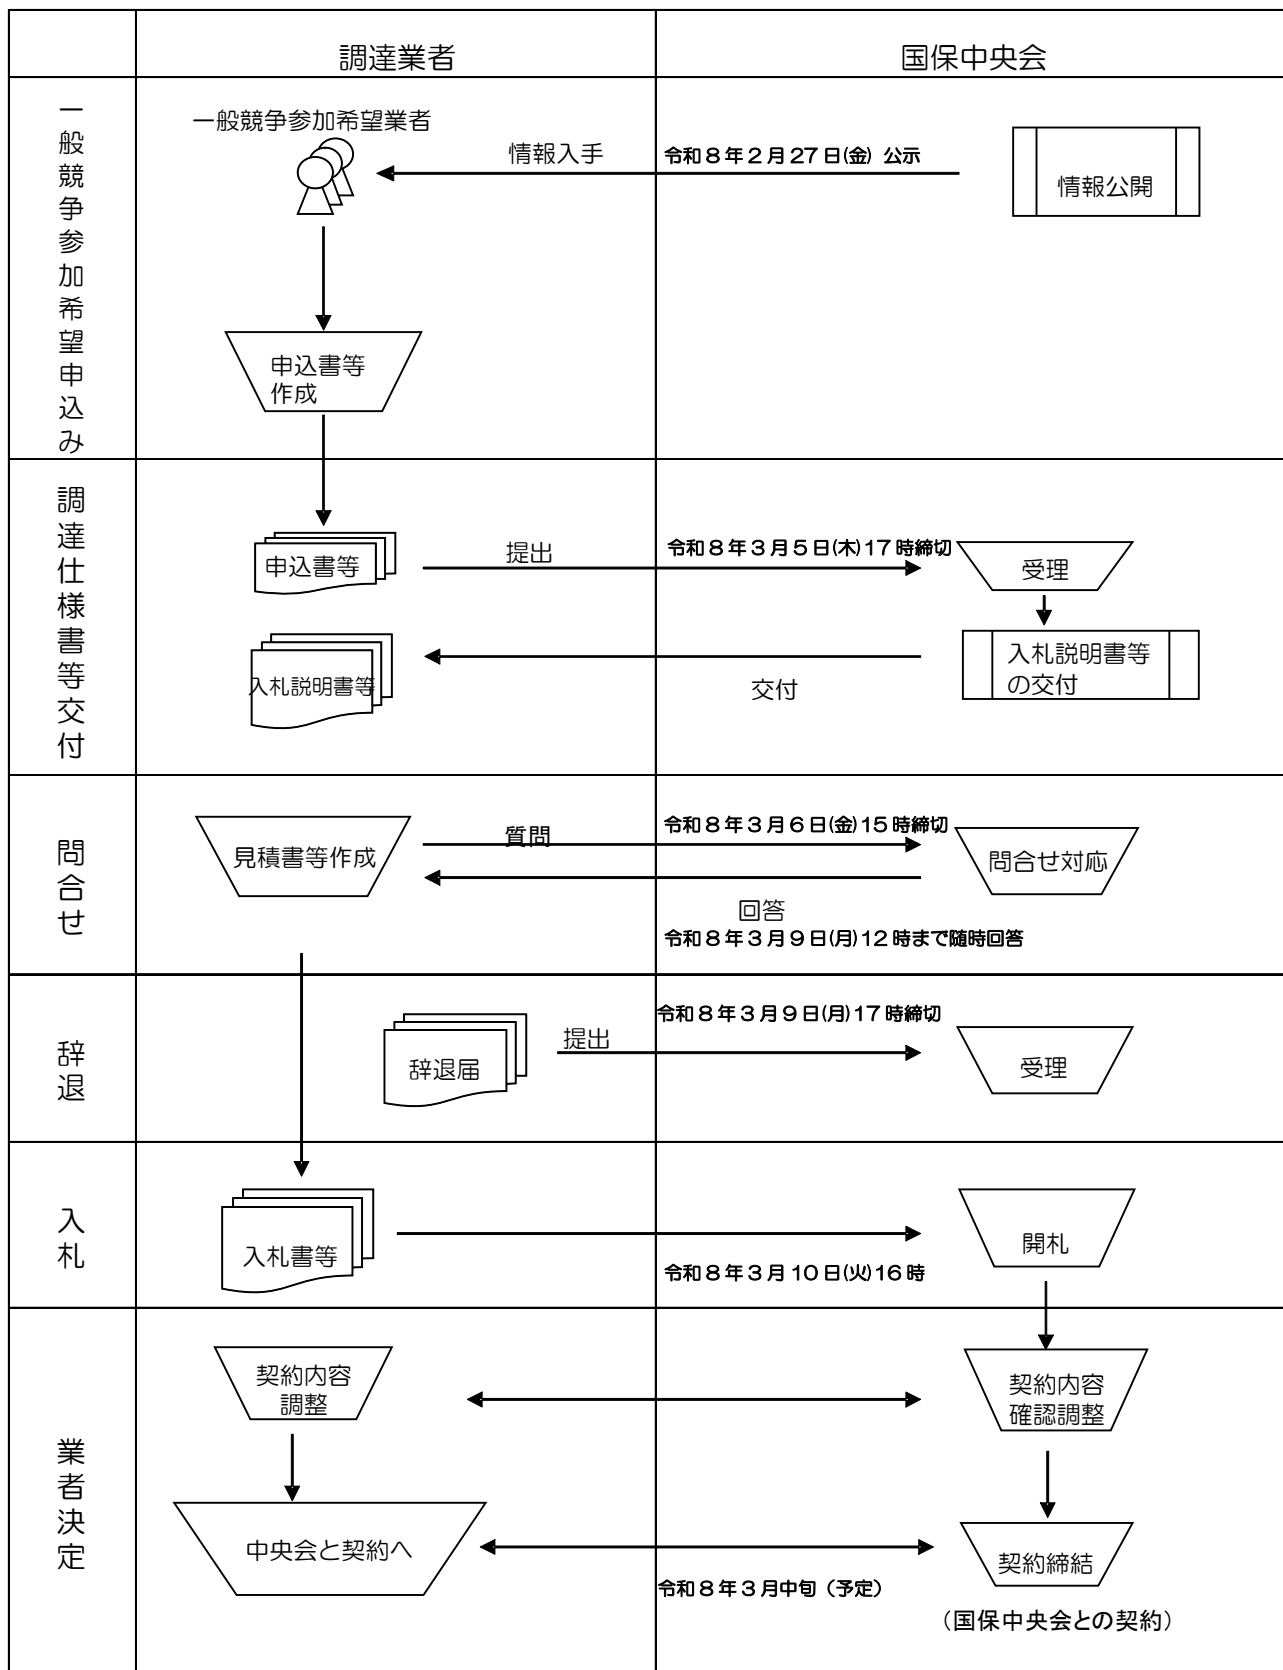 調達業者
国保中央会
一般競争参加希望申込み
一般競争参加希望業者
情報入手
令和８年２月27日(金) 公示
情報公開
申込書等
作成
調達仕様書等交付
申込書等
提出
令和８年３月５日(木)17時締切
受理
入札説明書等
交付
入札説明書等
の交付
問合せ
見積書等作成
質問
令和８年３月６日(金)15時締切
問合せ対応
回答
令和８年３月９日(月)12時まで随時回答
辞退
辞退届
提出
令和８年３月９日(月)17時締切
受理
入札
入札書等
令和８年３月10日(火)16時
開札
業者決定
契約内容
調整
契約内容
確認調整
中央会と契約へ
令和８年３月中旬（予定）
契約締結
（国保中央会との契約）